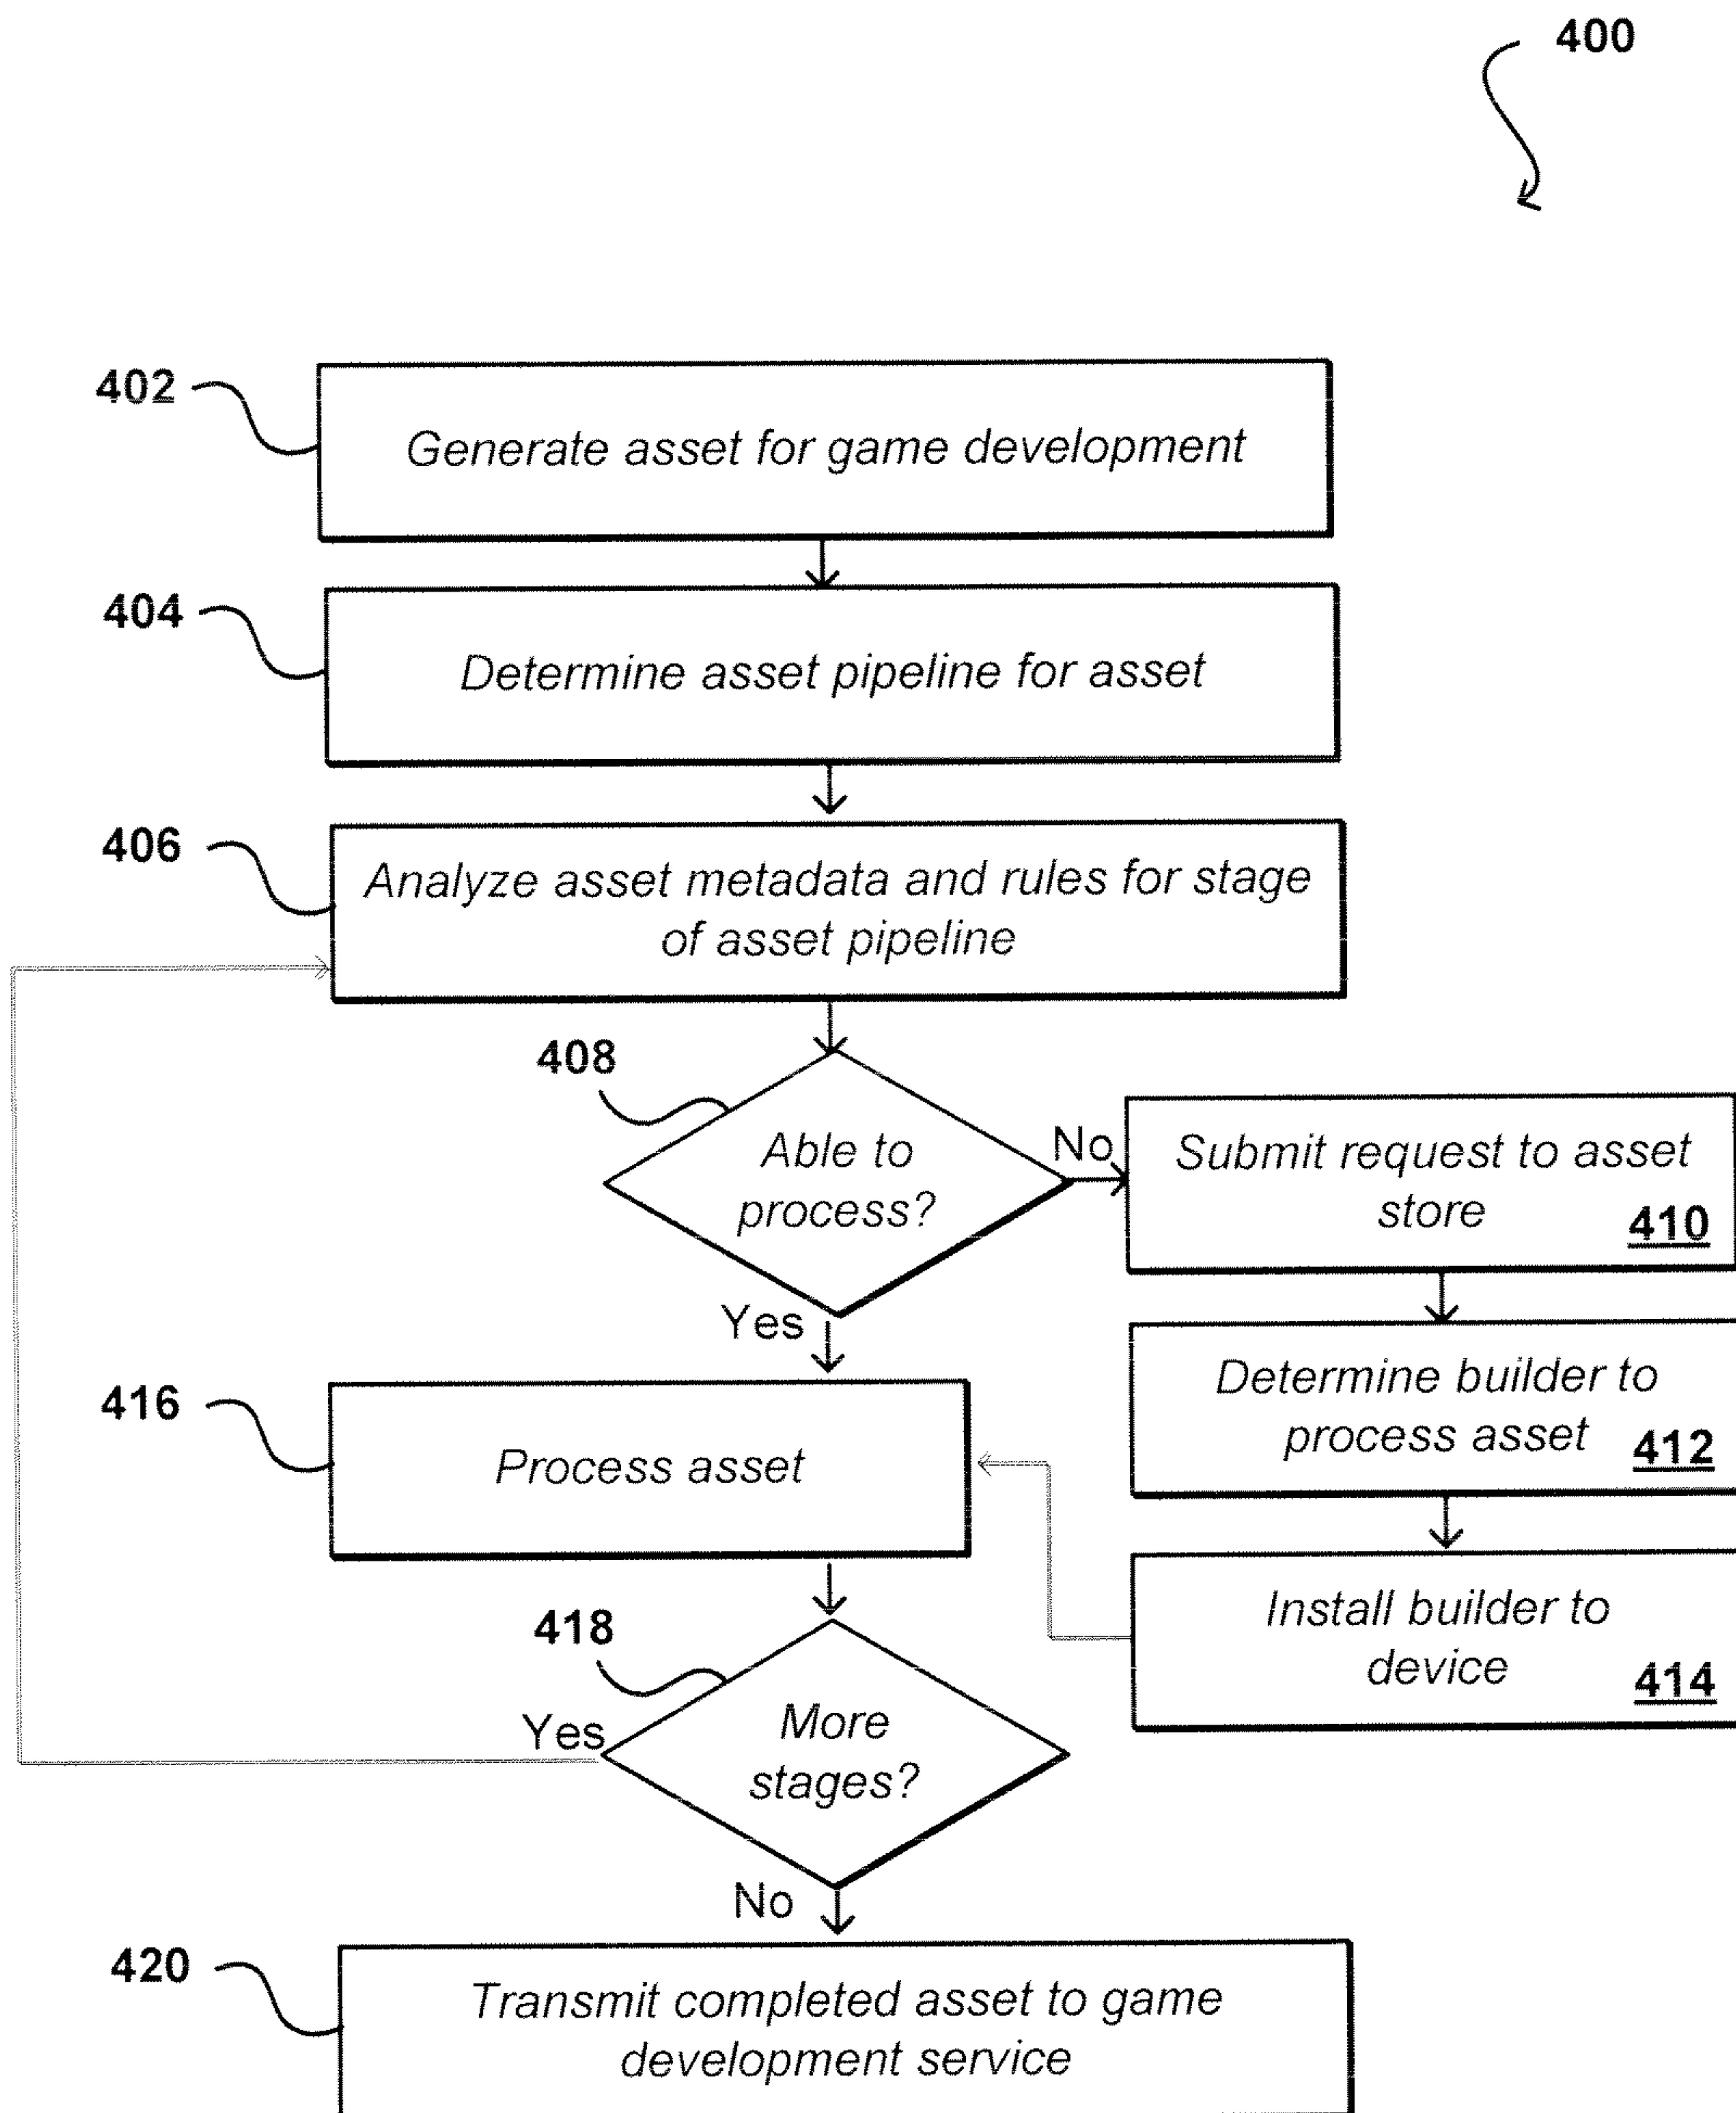 400
402
Generate asset for game development
404
Determine asset pipeline for asset
406
Analyze asset metadata and rules for stage
of asset pipeline
408
Able to
process?
No
Submit request to asset
store
410
Yes
Determine builder to
process asset
412
416
Process asset
Install builder to
device
414
418
More
stages?
Yes
No
420
Transmit completed asset to game
development service